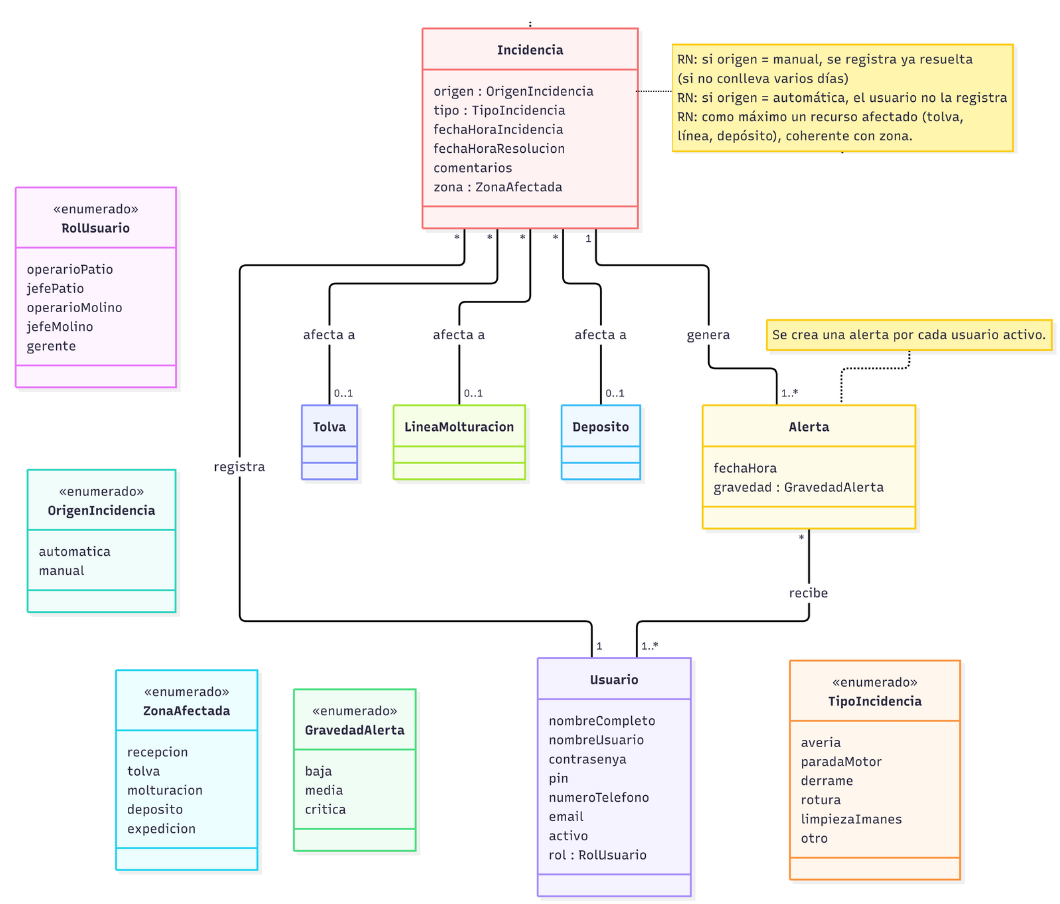 Incidencia
origen : OrigenIncidencia
tipo : TipoIncidencia
fechaHoraIncidencia
fechaHoraResolucion
comentarios
zona : ZonaAfectada
RN: si origen = manual, se registra ya resuelta
(si no conlleva varios días)
RN: si origen = automática, el usuario no la registra
RN: como máximo un recurso afectado (tolva,
línea, depósito), coherente con zona.
«enumerado»
RolUsuario
operarioPatio
jefePatio
operarioMolino
jefeMolino
gerente
* * * * 1
afecta a
afecta a
afecta a
genera
Se crea una alerta por cada usuario activo.
0..1
0..1
0..1
1..*
Tolva
LineaMolturacion
Deposito
Alerta
fechaHora
gravedad : GravedadAlerta
registra
«enumerado»
OrigenIncidencia
automatica
manual
*
recibe
1
1..*
«enumerado»
ZonaAfectada
recepcion
tolva
molturacion
deposito
expedicion
«enumerado»
GravedadAlerta
baja
media
critica
Usuario
nombreCompleto
nombreUsuario
contrasenya
pin
numeroTelefono
email
activo
rol : RolUsuario
«enumerado»
TipoIncidencia
averia
paradaMotor
derrame
rotura
limpiezaImanes
otro